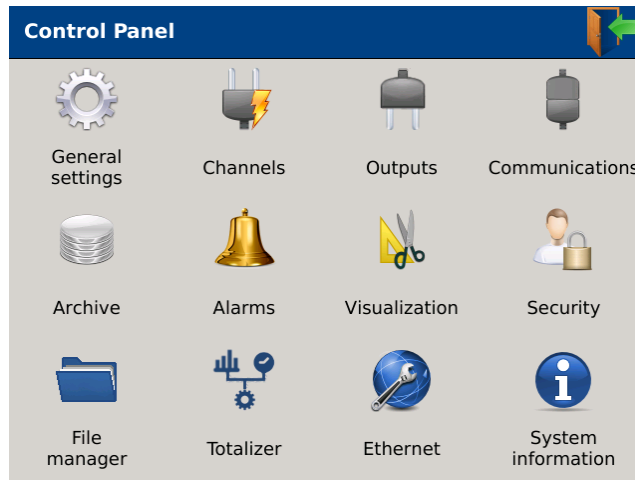 Control Panel
General
settings
Channels
Outputs
Communications
Archive
Alarms
Visualization
Security
File
manager
Totalizer
Ethernet
System
information